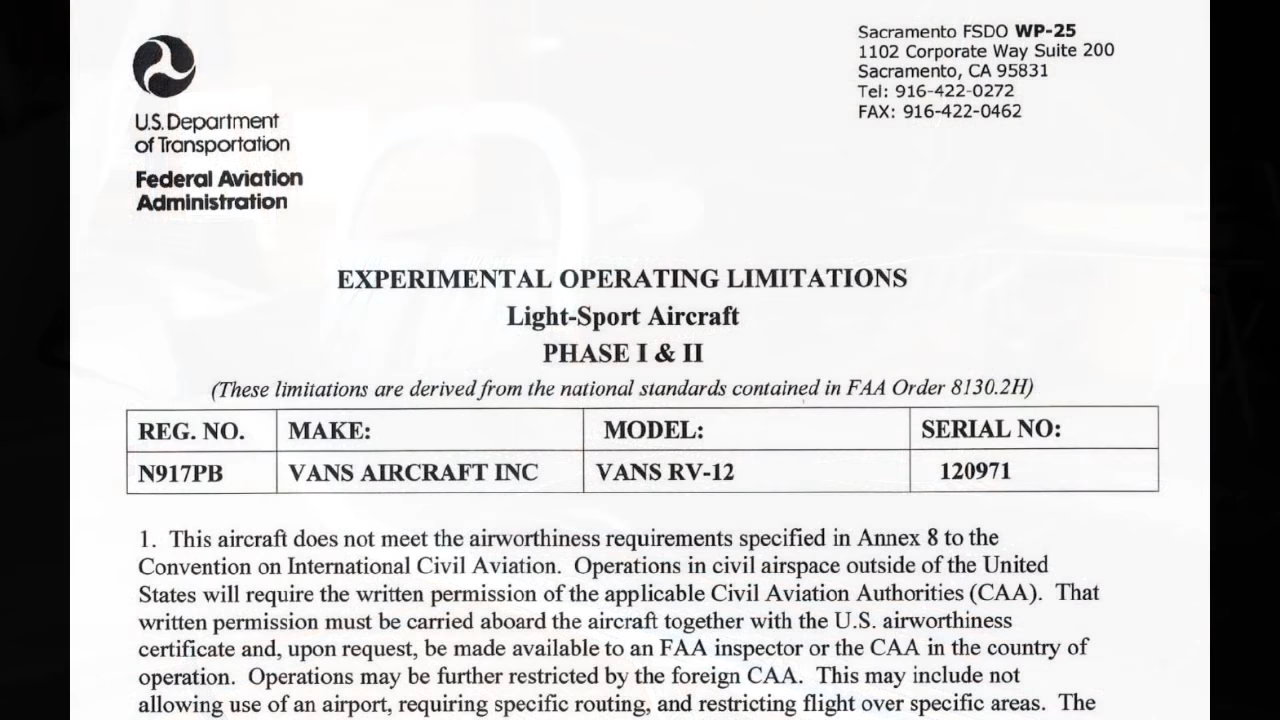 Sacramento FSDO WP-25
1102 Corporate Way Suite 200
Sacramento, CA 95831
Tel: 916-422-0272
FAX: 916-422-0462
U.S. Department
of Transportation
Federal Aviation
Administration
EXPERIMENTAL OPERATING LIMITATIONS
Light-Sport Aircraft
PHASE I & II
(These limitations are derived from the national standards contained in FAA Order 8130.2H)
REG. NO. MAKE: MODEL: SERIAL NO:
N917PB VANS AIRCRAFT INC VANS RV-12 120971
1. This aircraft does not meet the airworthiness requirements specified in Annex 8 to the
Convention on International Civil Aviation. Operations in civil airspace outside of the United
States will require the written permission of the applicable Civil Aviation Authorities (CAA). That
written permission must be carried aboard the aircraft together with the U.S. airworthiness
certificate and, upon request, be made available to an FAA inspector or the CAA in the country of
operation. Operations may be further restricted by the foreign CAA. This may include not
allowing use of an airport, requiring specific routing, and restricting flight over specific areas. The